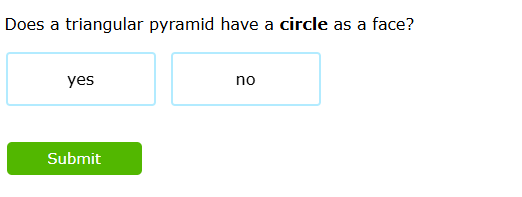 Does a triangular pyramid have a circle as a face?
yes no
Submit